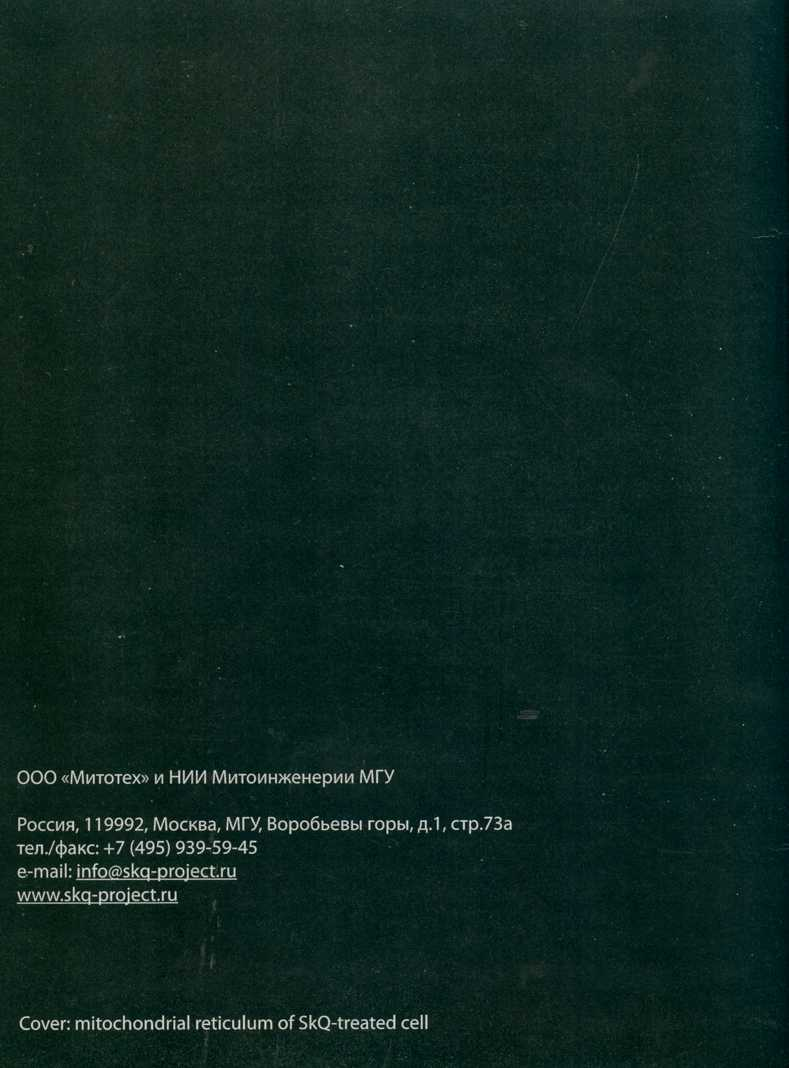 ООО «Митотех» и НИИ Митоинженерии МГУ
Россия, 119992, Москва, МГУ, Воробьевы горы, д.1, стр.73а
тел./факс: +7 (495) 939-59-45
e-mail: info@skq-project.ru
www.skq-project.ru
Cover: mitochondrial reticulum of SkQ-treated cell